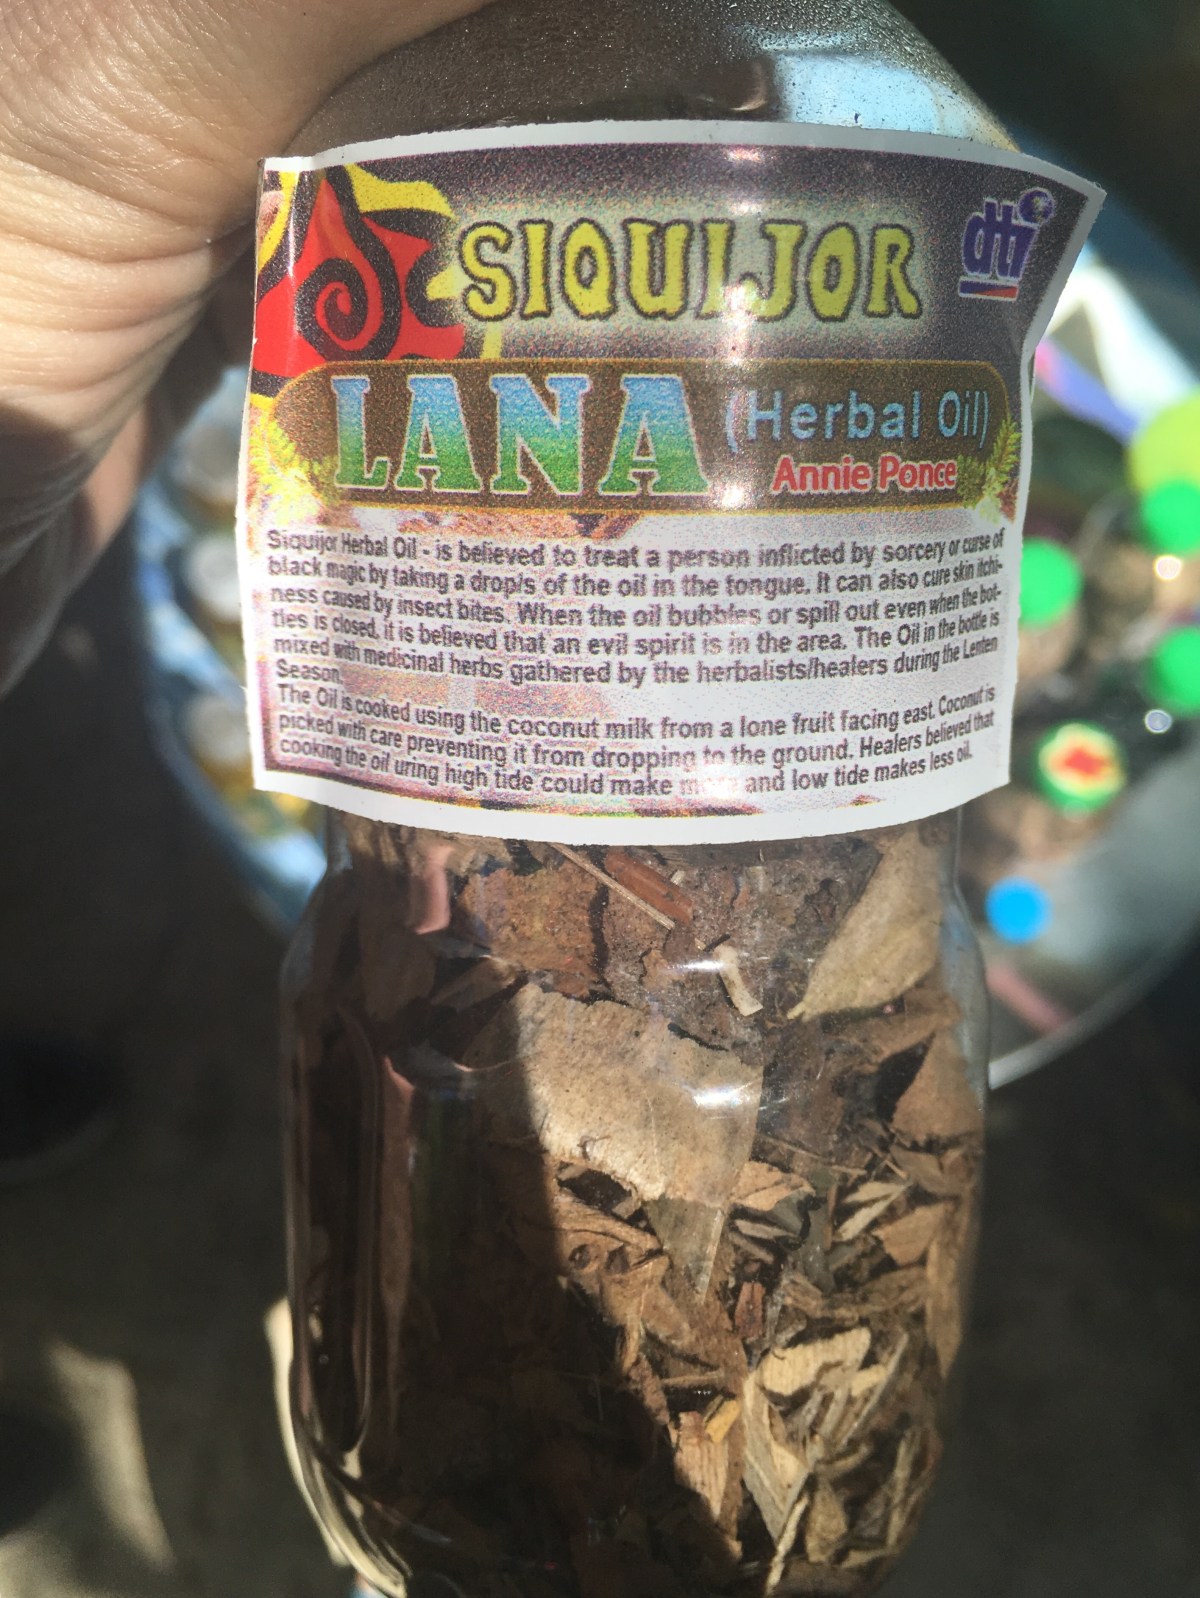 SIQUIJOR
dti
LANA (Herbal Oil)
Annie Ponce
Siquijor Herbal Oil - is believed to treat a person inflicted by sorcery or curse of
black magic by taking a drop/s of the oil in the tongue. It can also cure skin itchi-
ness caused by insect bites. When the oil bubbles or spill out even when the bot-
tles is closed, it is believed that an evil spirit is in the area. The Oil in the bottle is
mixed with medicinal herbs gathered by the herbalists/healers during the Lenten
Season.
The Oil is cooked using the coconut milk from a lone fruit facing east. Coconut is
picked with care preventing it from dropping to the ground. Healers believed that
cooking the oil uring high tide could make and low tide makes less oil.